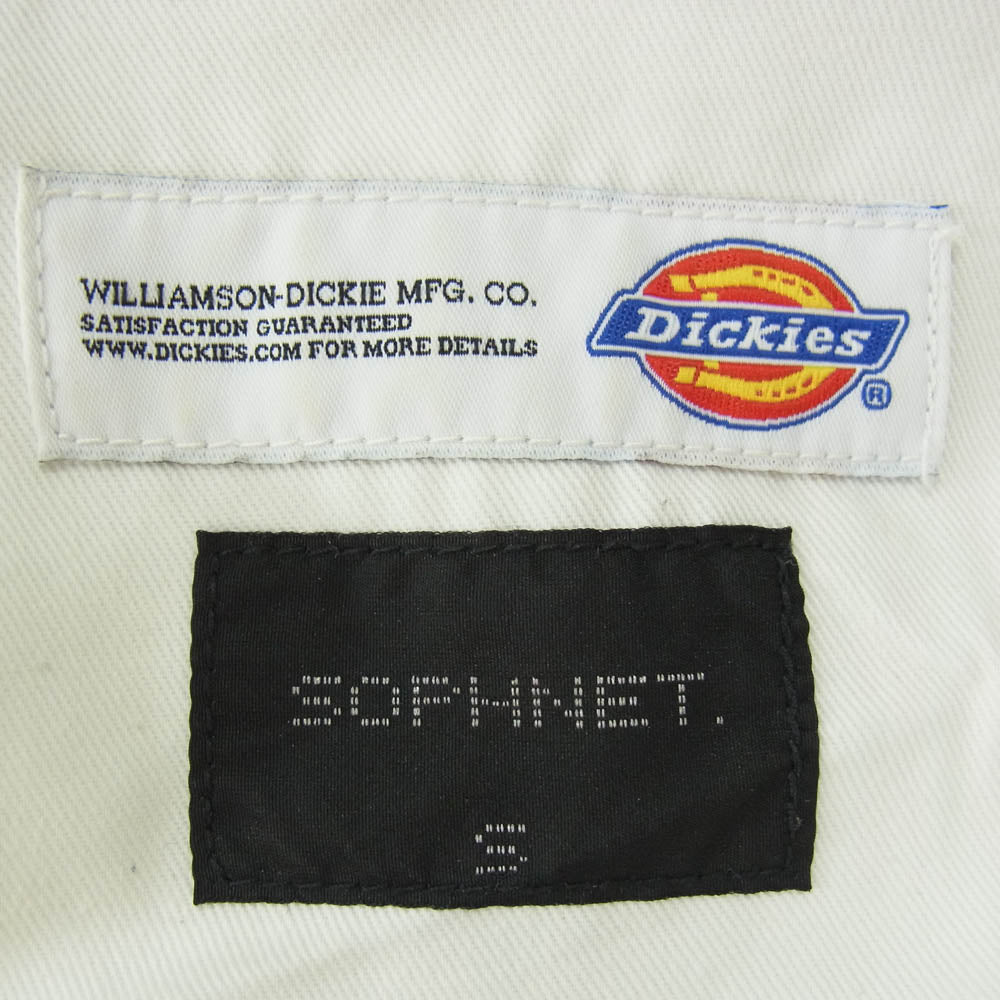 WILLIAMSON-DICKIE MFG. CO.
SATISFACTION GUARANTEED
WWW.DICKIES.COM FOR MORE DETAILS
Dickies
®
SOPHNET.
S